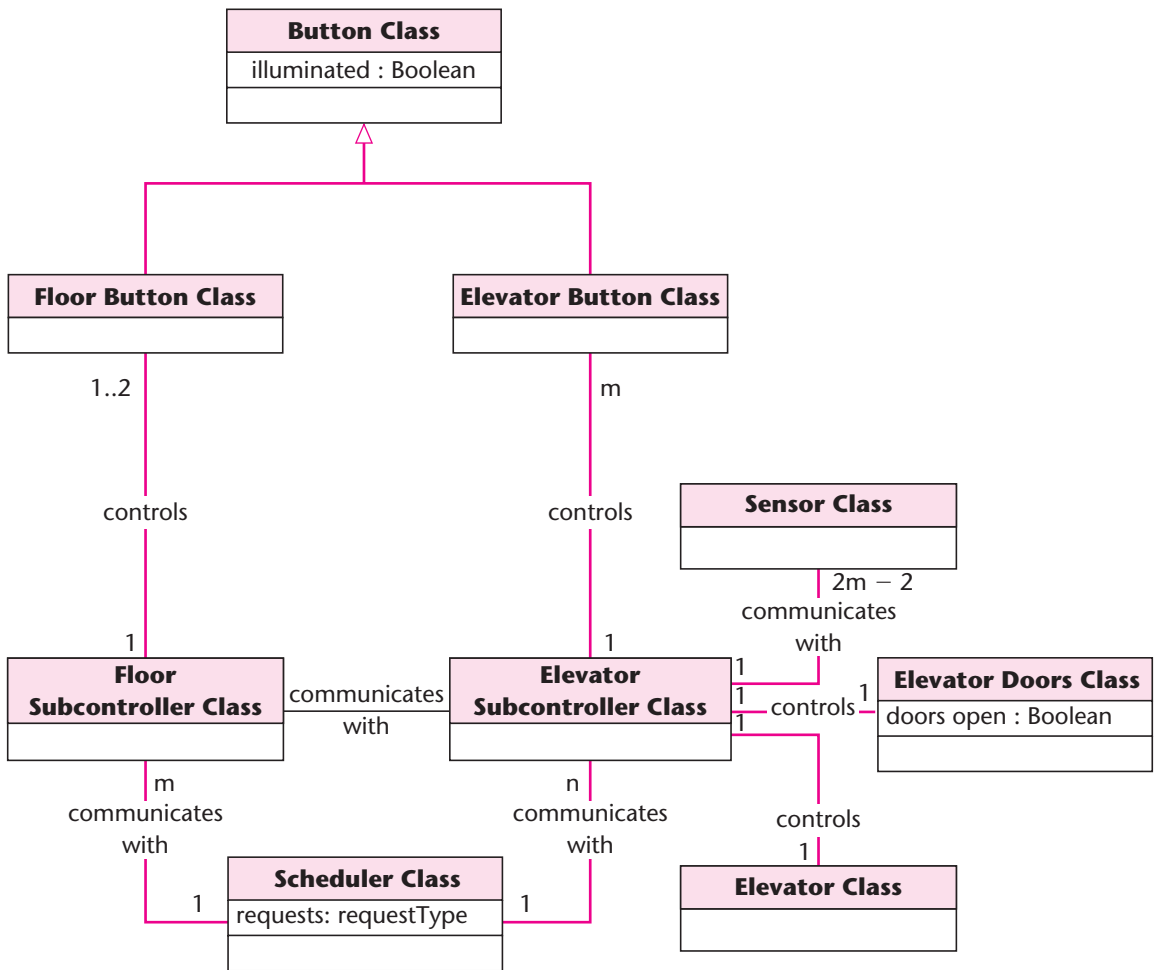 Button Class
illuminated : Boolean
Floor Button Class
Elevator Button Class
1..2
m
controls
controls
Sensor Class
2m − 2
communicates
with
1
1
Floor
Subcontroller Class
communicates
with
Elevator
Subcontroller Class
1
1
1
controls
1
Elevator Doors Class
doors open : Boolean
m
communicates
with
n
communicates
with
controls
1
1
Scheduler Class
requests: requestType
1
Elevator Class